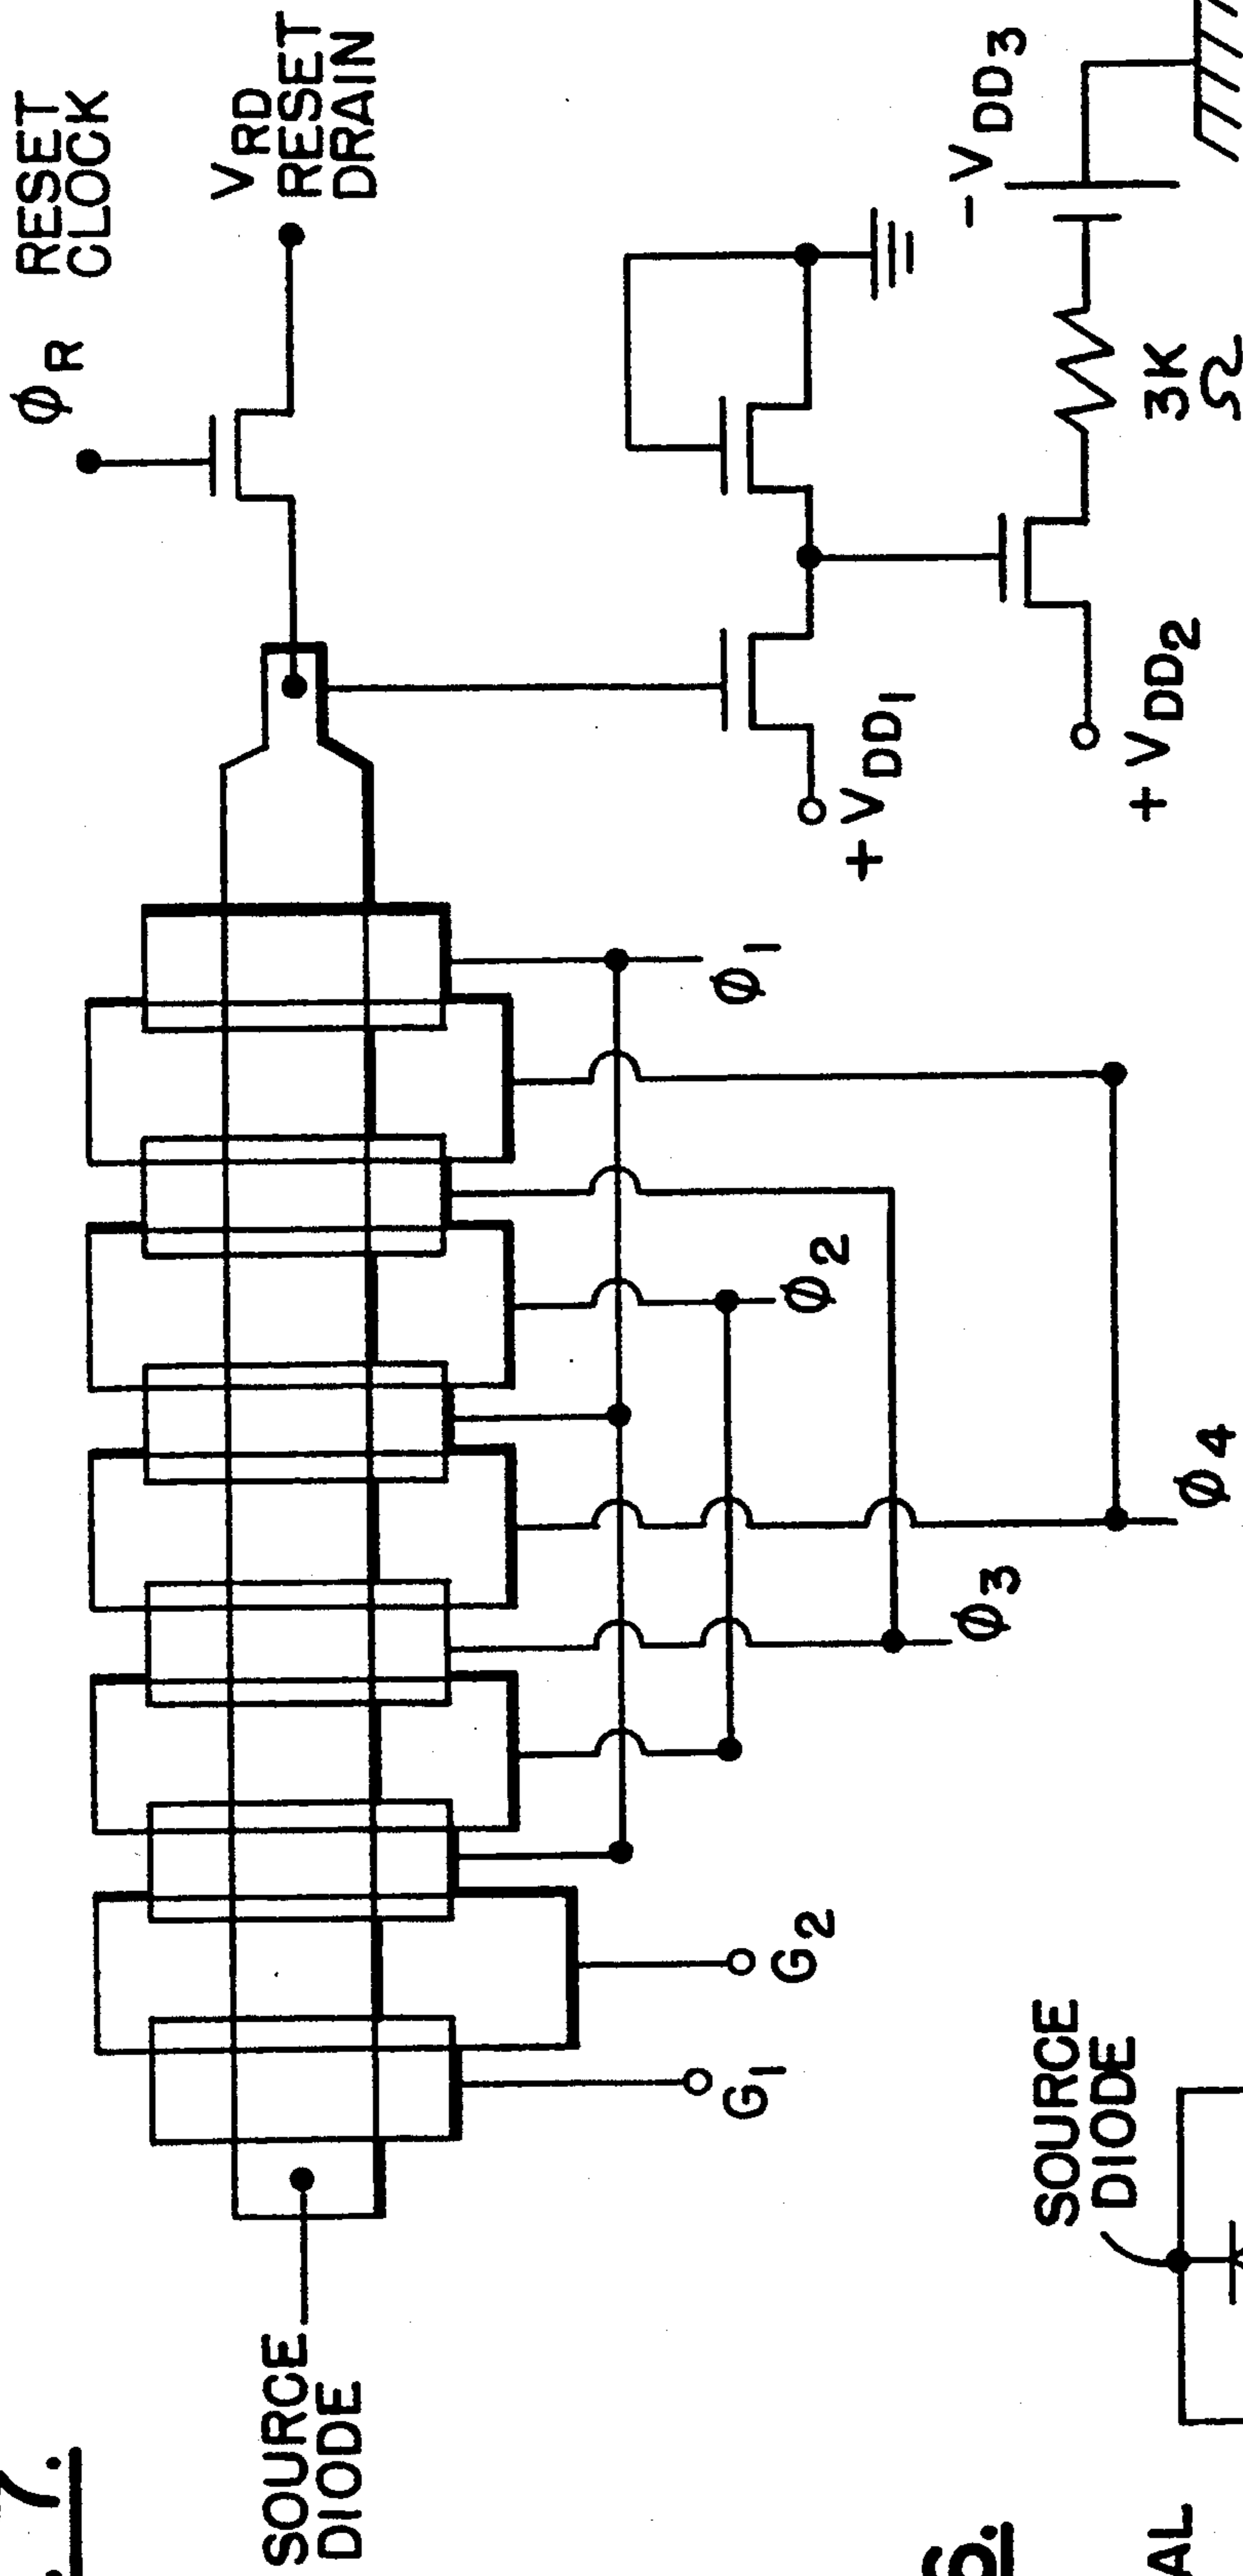 7.
RESET
CLOCK
ϕR
VRD
RESET
DRAIN
SOURCE
DIODE
G1
G2
ϕ1
ϕ2
ϕ3
ϕ4
+ VDD1
+ VDD2
- VDD3
3K
Ω
SOURCE
DIODE
6.
AL